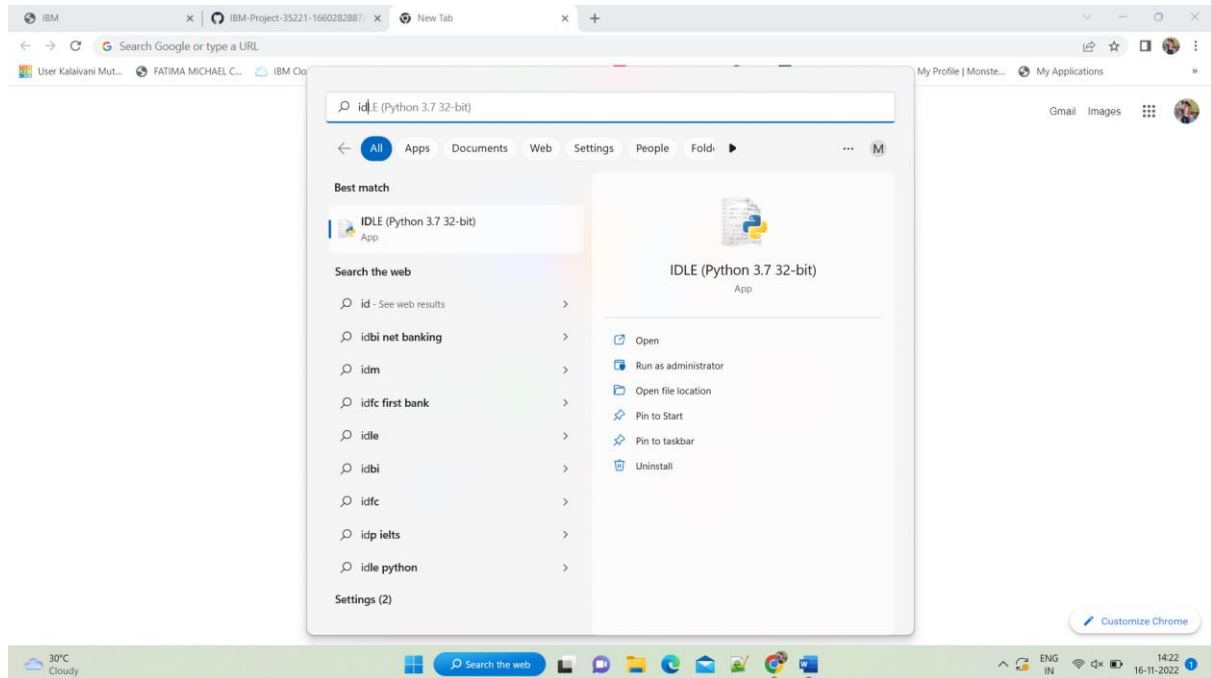 IBM
IBM-Project-35221-1660282887/
New Tab
Search Google or type a URL
User Kalaivani Mut...
FATIMA MICHAEL C...
IBM Clo
My Profile | Monste...
My Applications
Gmail Images
idLE (Python 3.7 32-bit)
All Apps Documents Web Settings People Fold
M
Best match
IDLE (Python 3.7 32-bit)
App
Search the web
id - See web results
idbi net banking
idm
idfc first bank
idle
idbi
idfc
idp ielts
idle python
Settings (2)
IDLE (Python 3.7 32-bit)
App
Open
Run as administrator
Open file location
Pin to Start
Pin to taskbar
Uninstall
Customize Chrome
30°C
Cloudy
Search the web
ENG
IN
14:22
16-11-2022
1